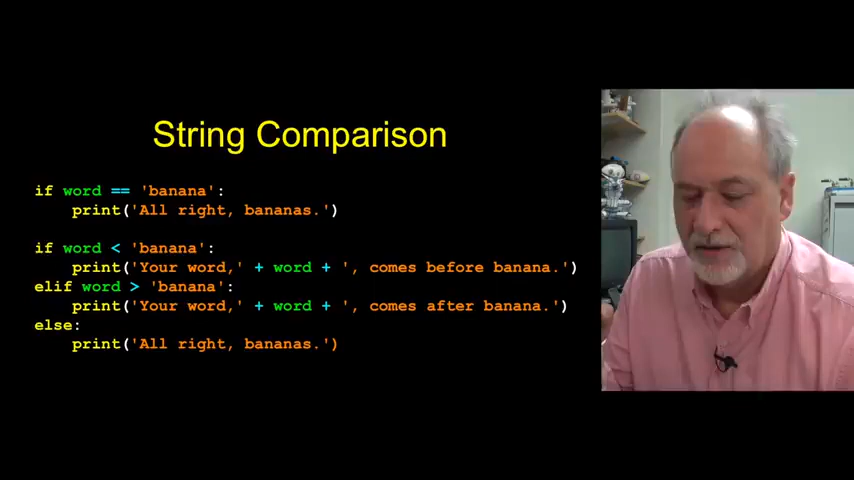 String Comparison
if word == 'banana':
    print('All right, bananas.')
if word < 'banana':
    print('Your word,' + word + ', comes before banana.')
elif word > 'banana':
    print('Your word,' + word + ', comes after banana.')
else:
    print('All right, bananas.')